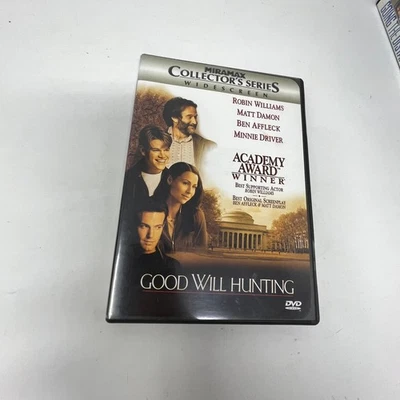 MIRAMAX
COLLECTOR'S SERIES
WIDESCREEN
ROBIN WILLIAMS
MATT DAMON
BEN AFFLECK
MINNIE DRIVER
ACADEMY
AWARD
WINNER
BEST SUPPORTING ACTOR
ROBIN WILLIAMS
BEST ORIGINAL SCREENPLAY
BEN AFFLECK & MATT DAMON
GOOD WILL HUNTING
DVD